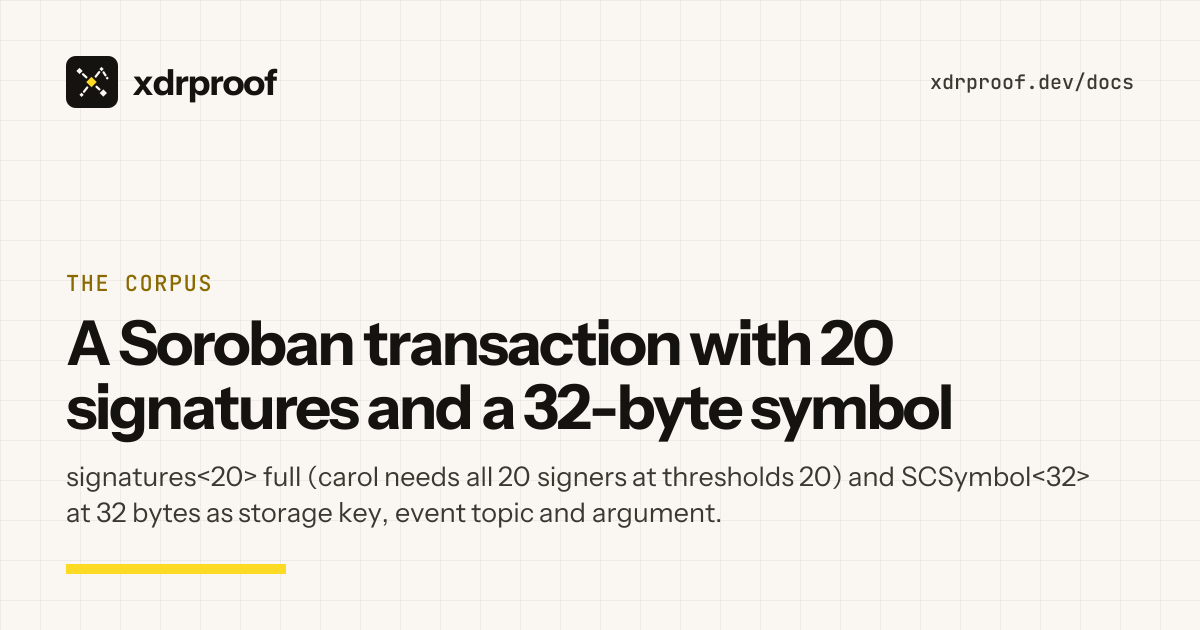 xdrproof
xdrproof.dev/docs
THE CORPUS
A Soroban transaction with 20
signatures and a 32-byte symbol
signatures<20> full (carol needs all 20 signers at thresholds 20) and SCSymbol<32>
at 32 bytes as storage key, event topic and argument.